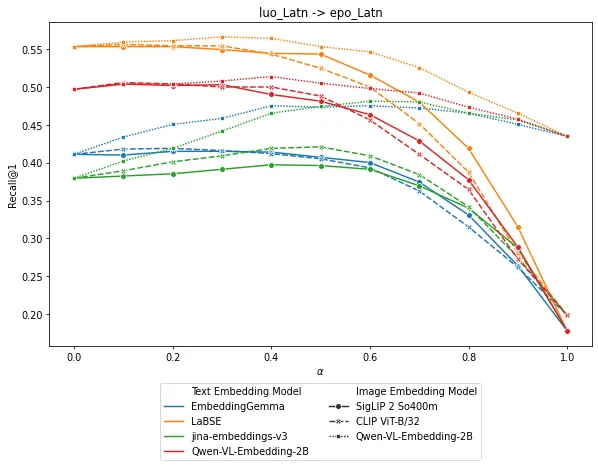 luo_Latn -> epo_Latn
Recall@1
0.55
0.50
0.45
0.40
0.35
0.30
0.25
0.20
0.0 0.2 0.4 0.6 0.8 1.0
α
Text Embedding Model
EmbeddingGemma
LaBSE
jina-embeddings-v3
Qwen-VL-Embedding-2B
Image Embedding Model
SigLIP 2 So400m
CLIP ViT-B/32
Qwen-VL-Embedding-2B